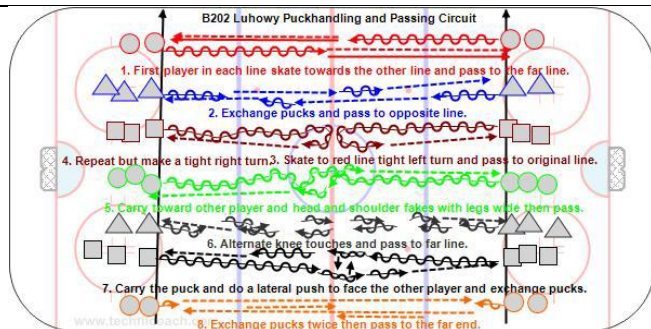 B202 Luhowy Puckhandling and Passing Circuit
1. First player in each line skate towards the other line and pass to the far line.
2. Exchange pucks and pass to opposite line.
4. Repeat but make a tight right turn. 3. Skate to red line tight left turn and pass to original line.
5. Carry toward other player and head and shoulder fakes with legs wide then pass.
6. Alternate knee touches and pass to far line.
7. Carry the puck and do a lateral push to face the other player and exchange pucks.
8. Exchange pucks twice then pass to the far end.